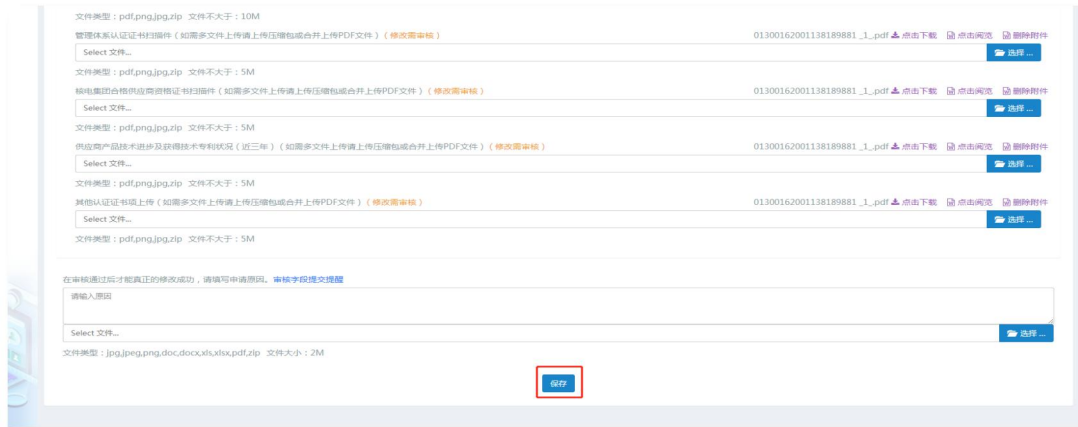 文件类型：pdf,png,jpg,zip 文件不大于：10M
管理体系认证证书扫描件（如需多文件上传请上传压缩包或合并上传PDF文件）（修改需审核） 01300162001138189881 _1_.pdf 点击下载 点击阅览 删除附件
Select 文件... 选择 ...
文件类型：pdf,png,jpg,zip 文件不大于：5M
核电集团合格供应商资格证书扫描件（如需多文件上传请上传压缩包或合并上传PDF文件）（修改需审核） 01300162001138189881 _1_.pdf 点击下载 点击阅览 删除附件
Select 文件... 选择 ...
文件类型：pdf,png,jpg,zip 文件不大于：5M
供应商产品技术进步及获得技术专利状况（近三年）（如需多文件上传请上传压缩包或合并上传PDF文件）（修改需审核） 01300162001138189881 _1_.pdf 点击下载 点击阅览 删除附件
Select 文件... 选择 ...
文件类型：pdf,png,jpg,zip 文件不大于：5M
其他认证证书项上传（如需多文件上传请上传压缩包或合并上传PDF文件）（修改需审核） 01300162001138189881 _1_.pdf 点击下载 点击阅览 删除附件
Select 文件... 选择 ...
文件类型：pdf,png,jpg,zip 文件不大于：5M
在审核通过后才能真正的修改成功，请填写申请原因。审核字段提交提醒
请输入原因
Select 文件... 选择 ...
文件类型：jpg,jpeg,png,doc,docx,xls,xlsx,pdf,zip 文件大小：2M
保存